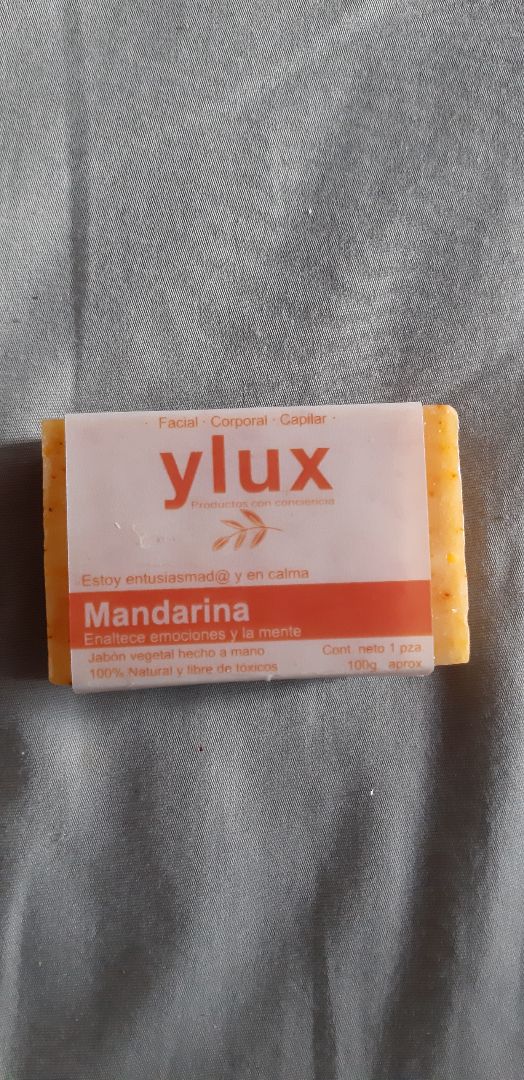 · Facial · Corporal · Capilar ·
ylux
Productos con conciencia
Estoy entusiasmad@ y en calma
Mandarina
Enaltece emociones y la mente
Jabón vegetal hecho a mano
100% Natural y libre de tóxicos
Cont. neto 1 pza
100g aprox